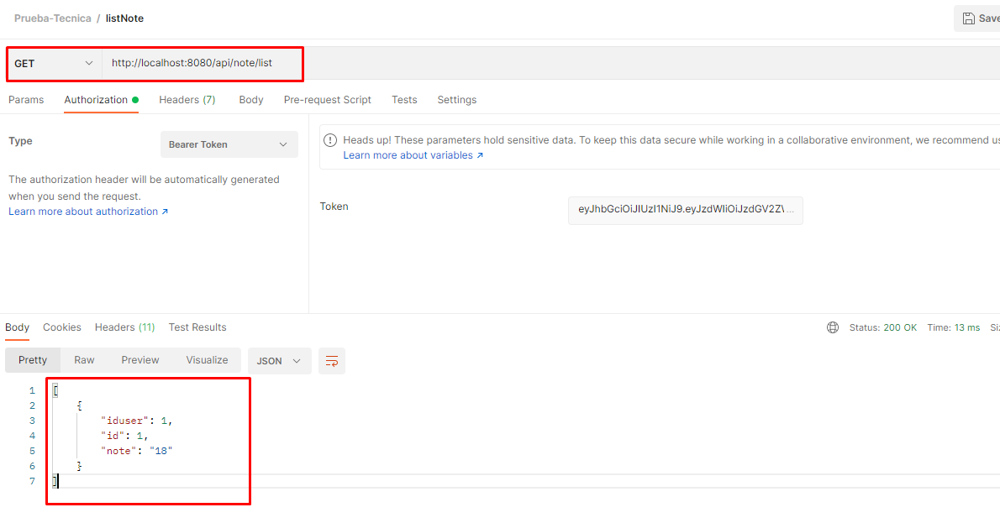 Prueba-Tecnica / listNote
Save
GET http://localhost:8080/api/note/list
Params Authorization Headers (7) Body Pre-request Script Tests Settings
Type Bearer Token
The authorization header will be automatically generated
when you send the request.
Learn more about authorization ↗
Heads up! These parameters hold sensitive data. To keep this data secure while working in a collaborative environment, we recommend
Learn more about variables ↗
Token eyJhbGciOiJIUzI1NiJ9.eyJzdWIiOiJzdGV2Z\...
Body Cookies Headers (11) Test Results
Status: 200 OK Time: 13 ms
Pretty Raw Preview Visualize JSON
1 [
2 {
3 "iduser": 1,
4 "id": 1,
5 "note": "18"
6 }
7 ]